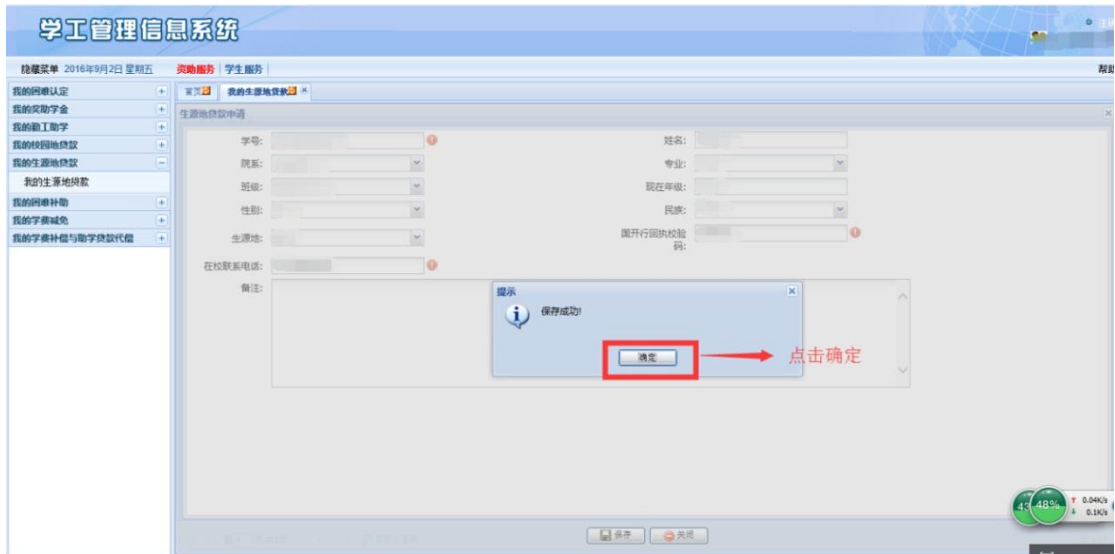 学工管理信息系统
隐藏菜单 2016年9月2日 星期五 资助服务 学生服务
帮助
我的困难认定
我的奖助学金
我的勤工助学
我的校园地贷款
我的生源地贷款
我的生源地贷款
我的困难补助
我的学费减免
我的学费补偿与助学贷款代偿
首页 我的生源地贷款
生源地贷款申请
学号: 姓名:
院系: 专业:
班级: 现在年级:
性别: 民族:
生源地: 国开行回执校验码:
在校联系电话:
备注:
提示
保存成功!
确定
点击确定
保存 关闭
48%
0.04K/s
0.1K/s